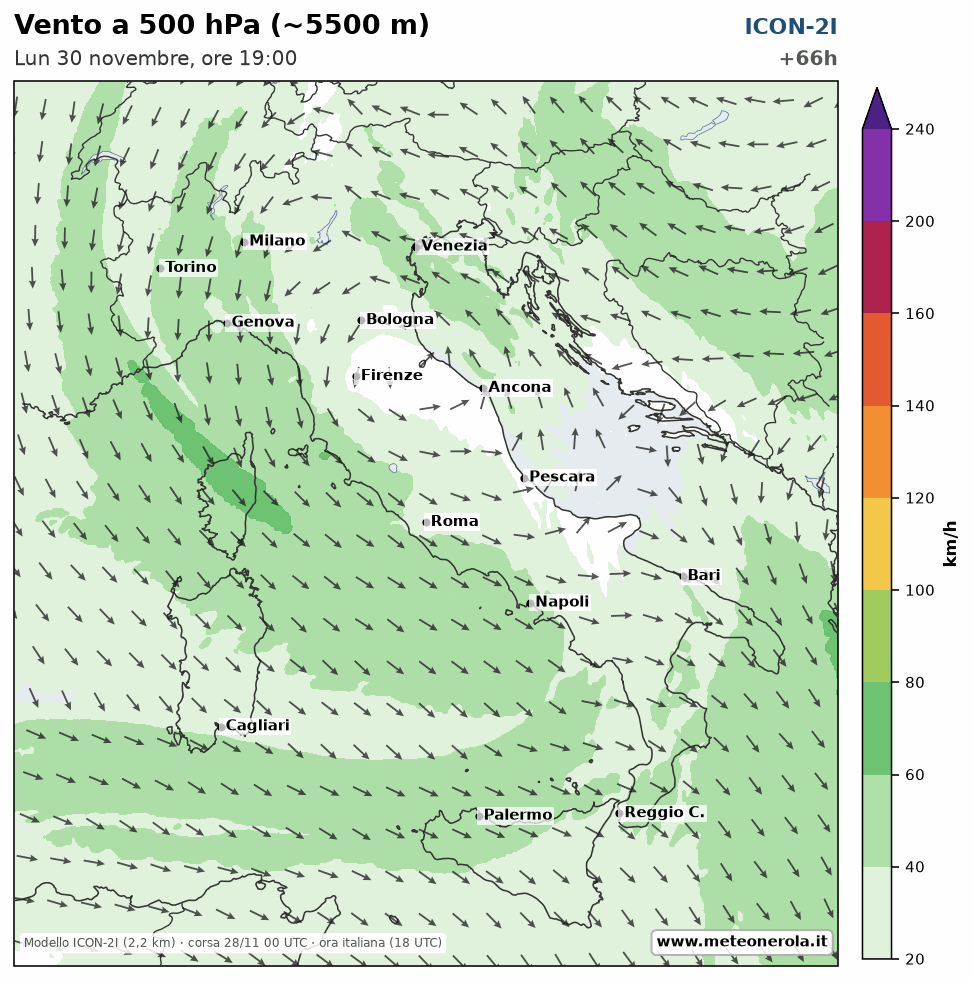 Vento a 500 hPa (~5500 m)
ICON-2I
Lun 30 novembre, ore 19:00
+66h
Milano
Venezia
Torino
Genova
Bologna
Firenze
Ancona
Pescara
Roma
Bari
Napoli
Cagliari
Palermo
Reggio C.
240
200
160
140
120
100
80
60
40
20
km/h
Modello ICON-2I (2,2 km) · corsa 28/11 00 UTC · ora italiana (18 UTC)
www.meteonerola.it